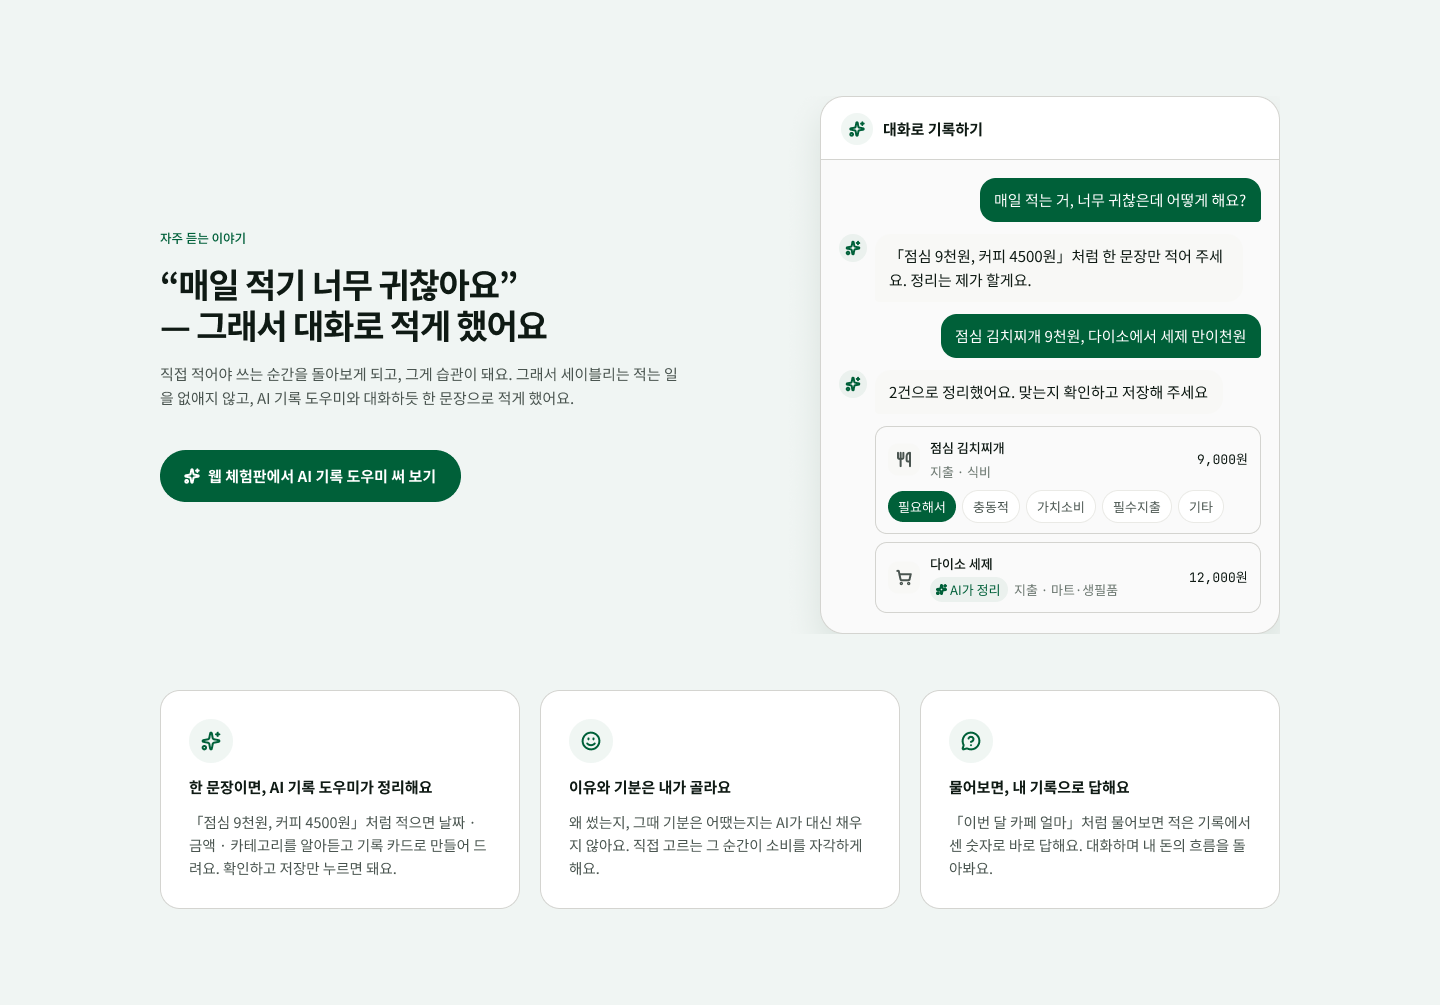 자주 듣는 이야기
“매일 적기 너무 귀찮아요”
— 그래서 대화로 적게 했어요
직접 적어야 쓰는 순간을 돌아보게 되고, 그게 습관이 돼요. 그래서 세이블리는 적는 일
을 없애지 않고, AI 기록 도우미와 대화하듯 한 문장으로 적게 했어요.
웹 체험판에서 AI 기록 도우미 써 보기
대화로 기록하기
매일 적는 거, 너무 귀찮은데 어떻게 해요?
「점심 9천원, 커피 4500원」처럼 한 문장만 적어 주세
요. 정리는 제가 할게요.
점심 김치찌개 9천원, 다이소에서 세제 만이천원
2건으로 정리했어요. 맞는지 확인하고 저장해 주세요
점심 김치찌개
지출 · 식비
9,000원
필요해서 충동적 가치소비 필수지출 기타
다이소 세제
AI가 정리 지출 · 마트·생필품
12,000원
한 문장이면, AI 기록 도우미가 정리해요
「점심 9천원, 커피 4500원」처럼 적으면 날짜 ·
금액 · 카테고리를 알아듣고 기록 카드로 만들어 드
려요. 확인하고 저장만 누르면 돼요.
이유와 기분은 내가 골라요
왜 썼는지, 그때 기분은 어땠는지는 AI가 대신 채우
지 않아요. 직접 고르는 그 순간이 소비를 자각하게
해요.
물어보면, 내 기록으로 답해요
「이번 달 카페 얼마」처럼 물어보면 적은 기록에서
센 숫자로 바로 답해요. 대화하며 내 돈의 흐름을 돌
아봐요.